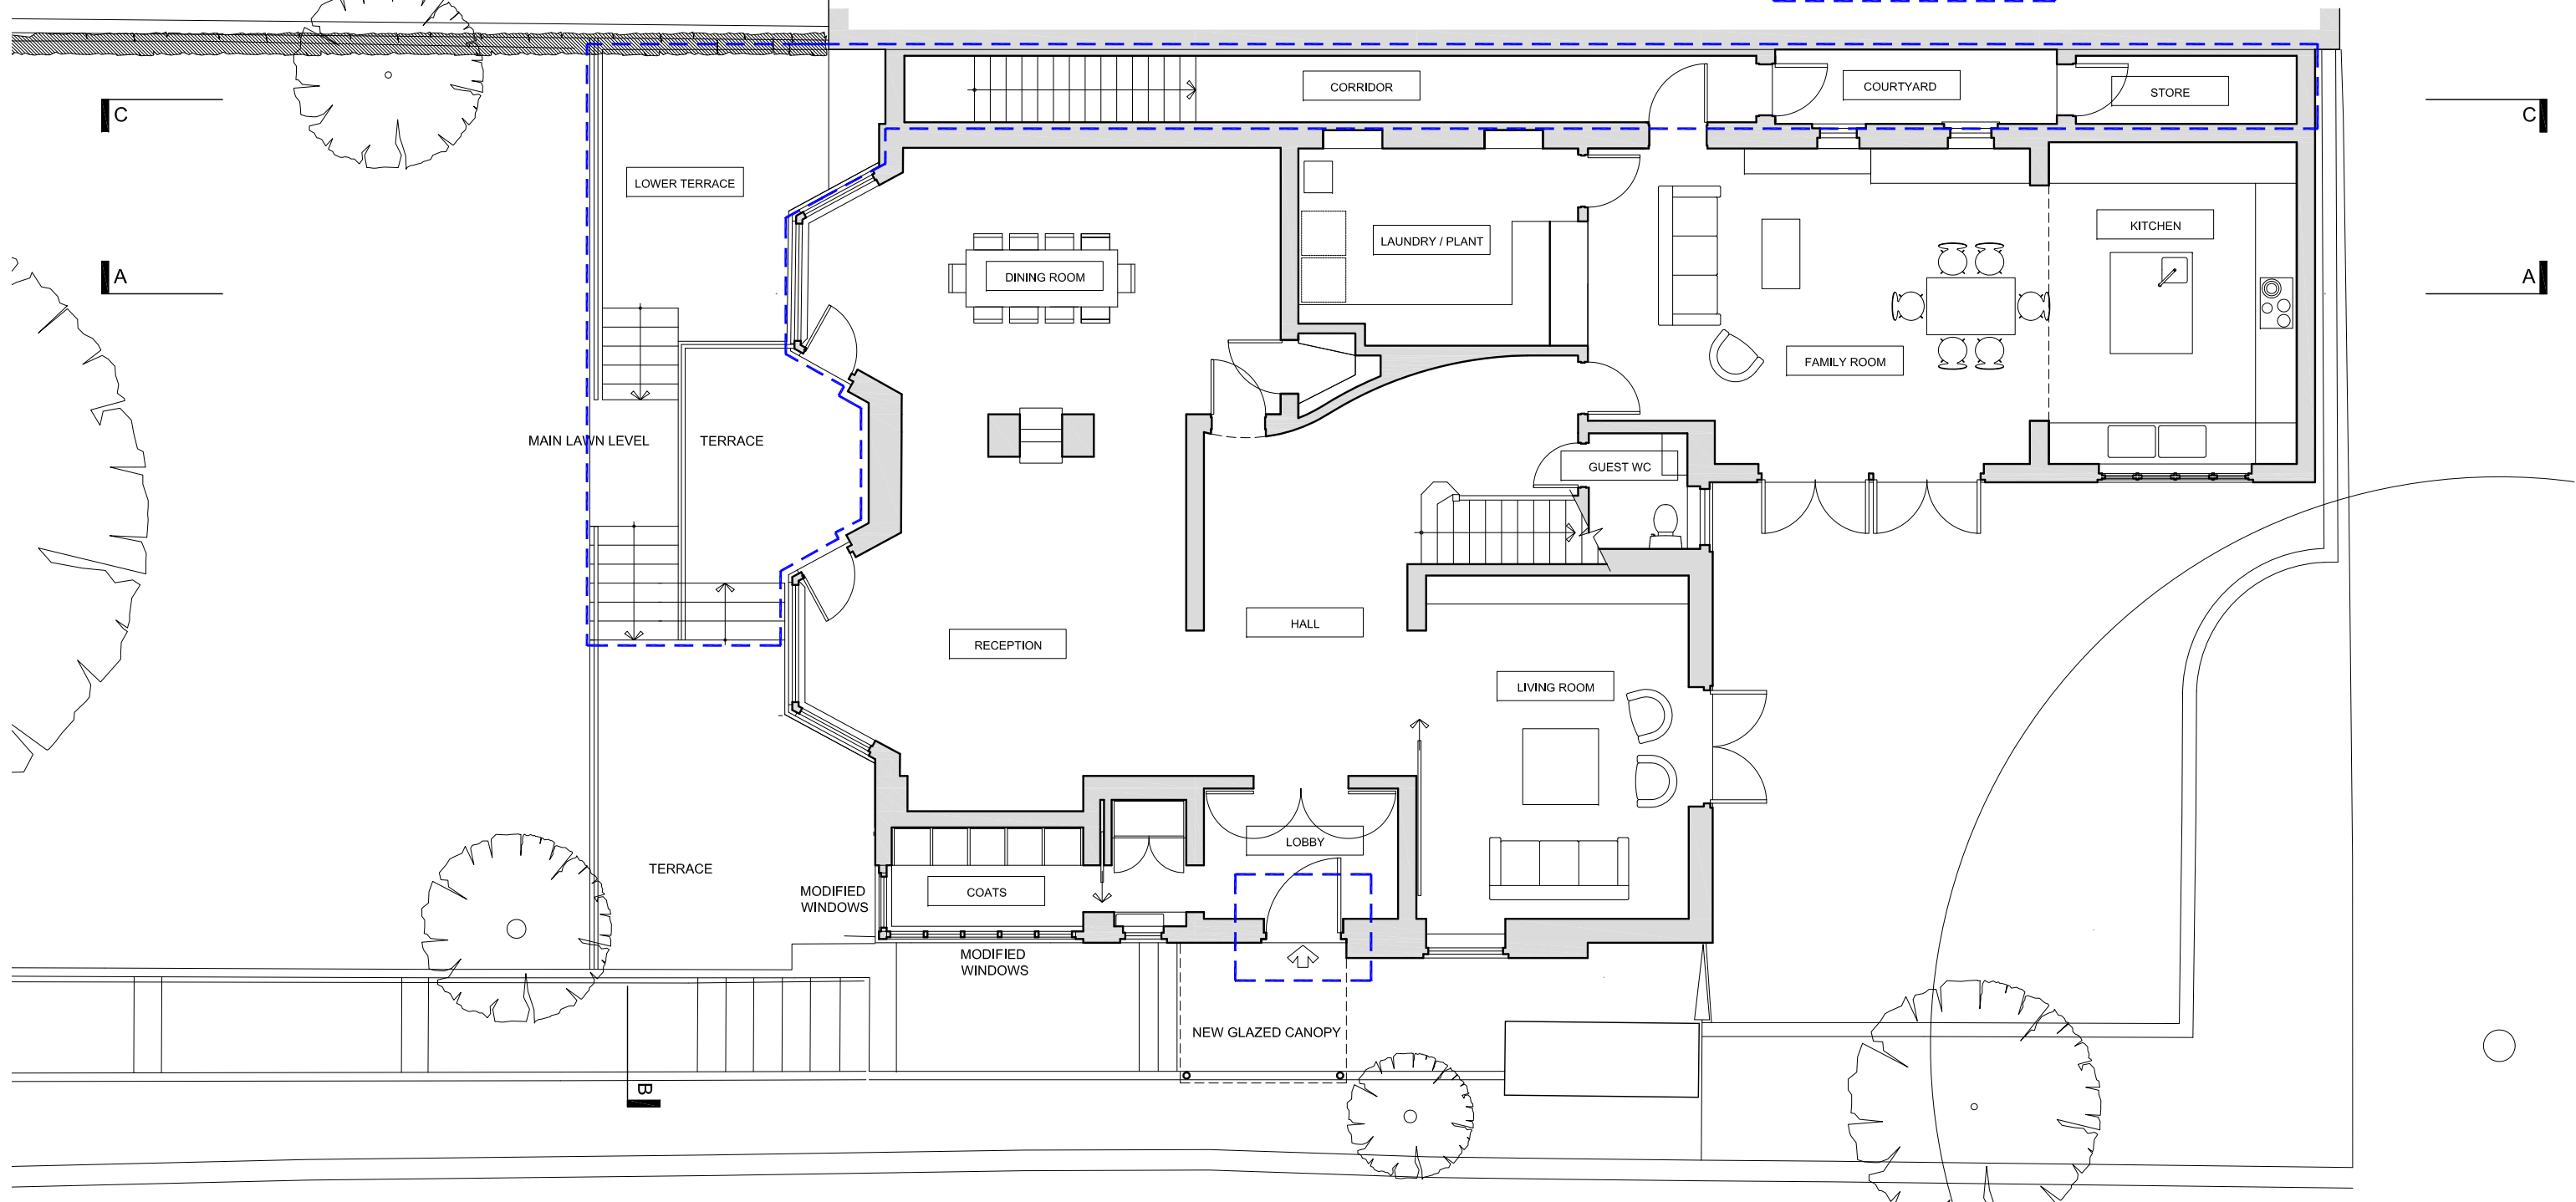 CORRIDOR
COURTYARD
STORE
C
C
LOWER TERRACE
KITCHEN
LAUNDRY / PLANT
DINING ROOM
A
A
FAMILY ROOM
MAIN LAWN LEVEL
TERRACE
GUEST WC
HALL
RECEPTION
LIVING ROOM
LOBBY
TERRACE
MODIFIED
WINDOWS
COATS
MODIFIED
WINDOWS
NEW GLAZED CANOPY
B